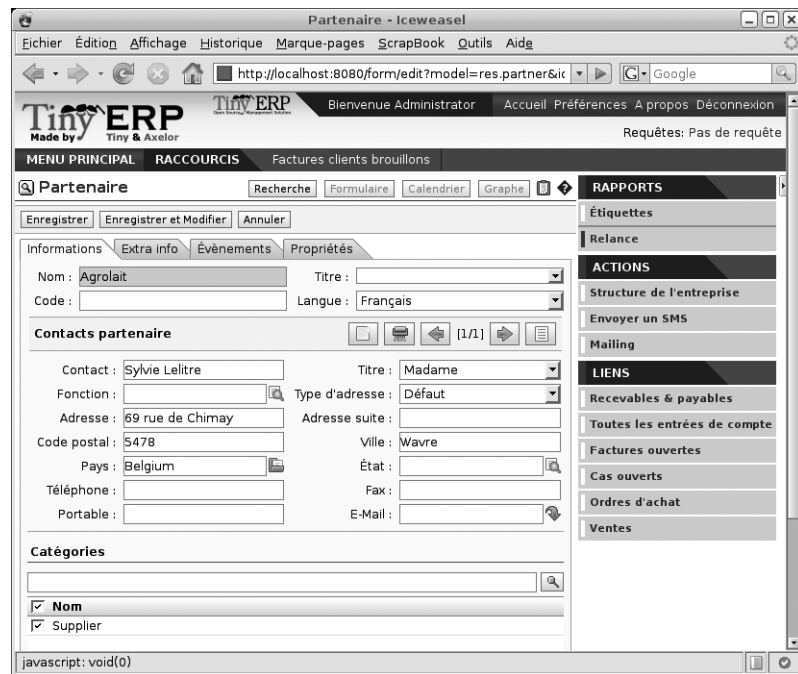 Partenaire - Iceweasel
Fichier Édition Affichage Historique Marque-pages ScrapBook Outils Aide
http://localhost:8080/form/edit?model=res.partner&ic G Google
Tiny ERP
Made by Tiny & Axelor
Tiny ERP
Open Source Management Solution
Bienvenue Administrator Accueil Préférences A propos Déconnexion
Requêtes: Pas de requête
MENU PRINCIPAL RACCOURCIS Factures clients brouillons
Partenaire Recherche Formulaire Calendrier Graphe
Enregistrer Enregistrer et Modifier Annuler
Informations Extra info Évènements Propriétés
Nom : Agrolait Titre :
Code : Langue : Français
Contacts partenaire [1/1]
Contact : Sylvie Lelitre Titre : Madame
Fonction : Type d'adresse : Défaut
Adresse : 69 rue de Chimay Adresse suite :
Code postal : 5478 Ville : Wavre
Pays : Belgium État :
Téléphone : Fax :
Portable : E-Mail :
Catégories
Nom
Supplier
RAPPORTS
Étiquettes
Relance
ACTIONS
Structure de l'entreprise
Envoyer un SMS
Mailing
LIENS
Recevables & payables
Toutes les entrées de compte
Factures ouvertes
Cas ouverts
Ordres d'achat
Ventes
javascript: void(0)